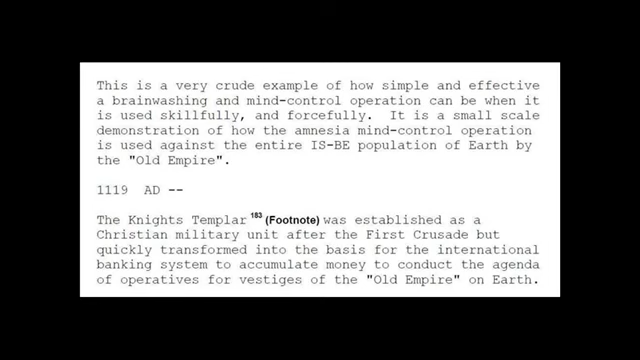 This is a very crude example of how simple and effective
a brainwashing and mind-control operation can be when it
is used skillfully, and forcefully.  It is a small scale
demonstration of how the amnesia mind-control operation
is used against the entire IS-BE population of Earth by
the "Old Empire".
1119  AD --
The Knights Templar 183 (Footnote) was established as a
Christian military unit after the First Crusade but
quickly transformed into the basis for the international
banking system to accumulate money to conduct the agenda
of operatives for vestiges of the "Old Empire" on Earth.